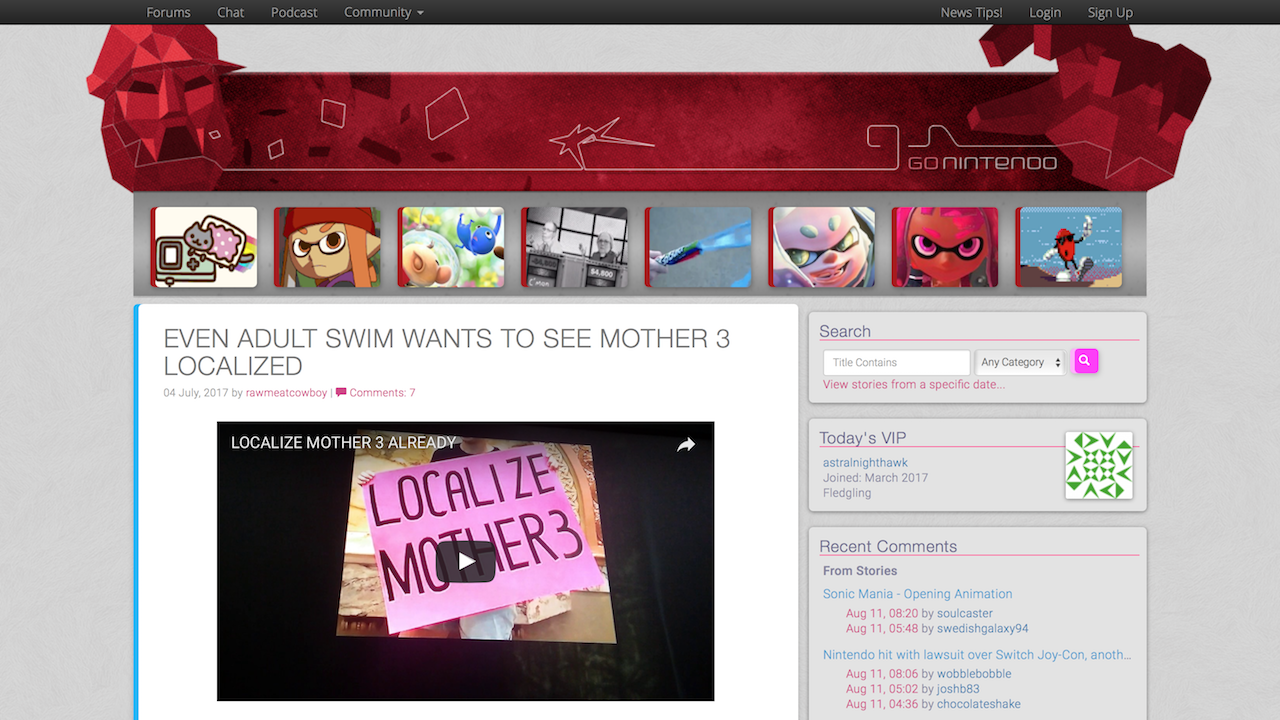 Forums Chat Podcast Community News Tips! Login Sign Up
GO NINTENDO
$4,800
EVEN ADULT SWIM WANTS TO SEE MOTHER 3
LOCALIZED
04 July, 2017 by rawmeatcowboy | Comments: 7
LOCALIZE MOTHER 3 ALREADY
LOCALIZE
MOTHER 3
Search
Title Contains Any Category
View stories from a specific date...
Today's VIP
astralnighthawk
Joined: March 2017
Fledgling
Recent Comments
From Stories
Sonic Mania - Opening Animation
Aug 11, 08:20 by soulcaster
Aug 11, 05:48 by swedishgalaxy94
Nintendo hit with lawsuit over Switch Joy-Con, anoth...
Aug 11, 08:06 by wobblebobble
Aug 11, 05:02 by joshb83
Aug 11, 04:36 by chocolateshake